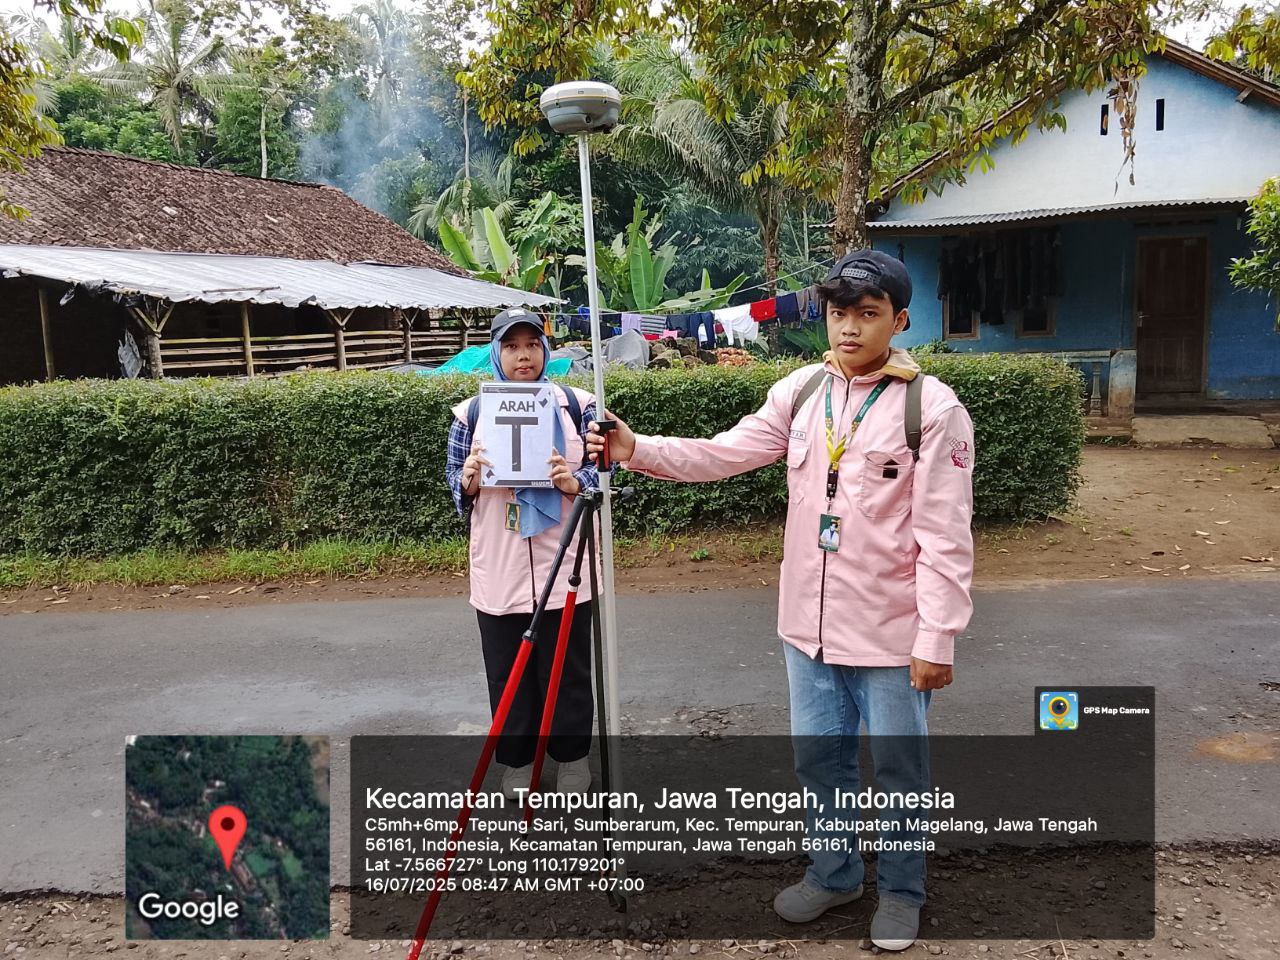 ARAH
T
GPS Map Camera
Kecamatan Tempuran, Jawa Tengah, Indonesia
C5mh+6mp, Tepung Sari, Sumberarum, Kec. Tempuran, Kabupaten Magelang, Jawa Tengah
56161, Indonesia, Kecamatan Tempuran, Jawa Tengah 56161, Indonesia
Lat -7.566727° Long 110.179201°
16/07/2025 08:47 AM GMT +07:00
Google